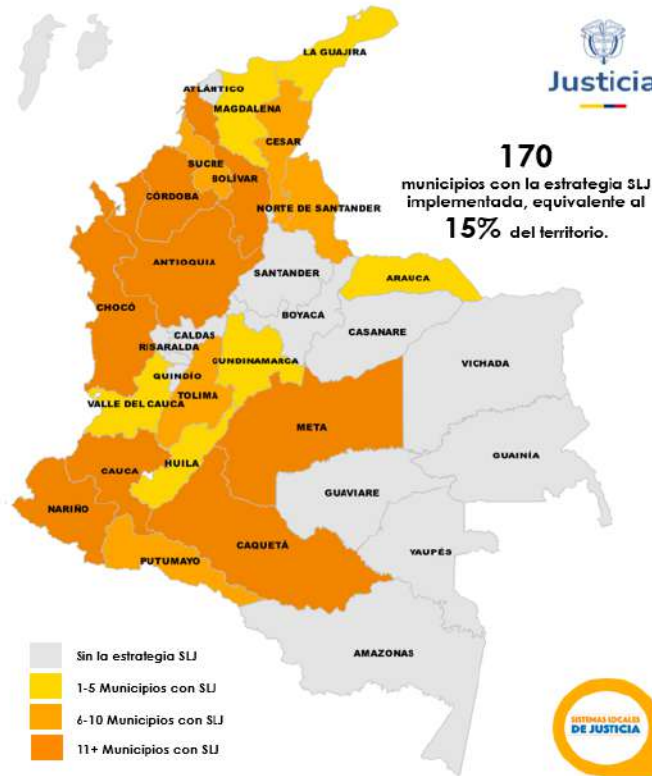 LA GUAJIRA
Justicia
ATLÁNTICO
MAGDALENA
CESAR
170
municipios con la estrategia SLJ
implementada, equivalente al
15% del territorio.
SUCRE
BOLÍVAR
CÓRDOBA
NORTE DE SANTANDER
ANTIOQUIA
SANTANDER
ARAUCA
CHOCÓ
BOYACÁ
CASANARE
CALDAS
RISARALDA
CUNDINAMARCA
VICHADA
QUINDÍO
TOLIMA
VALLE DEL CAUCA
META
GUAINÍA
HUILA
CAUCA
GUAVIARE
NARIÑO
CAQUETÁ
VAUPÉS
PUTUMAYO
AMAZONAS
Sin la estrategia SLJ
1-5 Municipios con SLJ
6-10 Municipios con SLJ
11+ Municipios con SLJ
SISTEMAS LOCALES
DE JUSTICIA